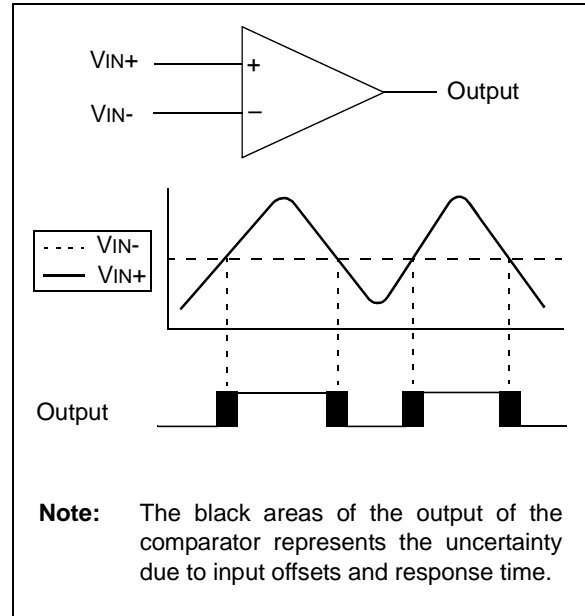 VIN+
+
Output
VIN-
–
VIN-
VIN+
Output
Note: The black areas of the output of the
comparator represents the uncertainty
due to input offsets and response time.